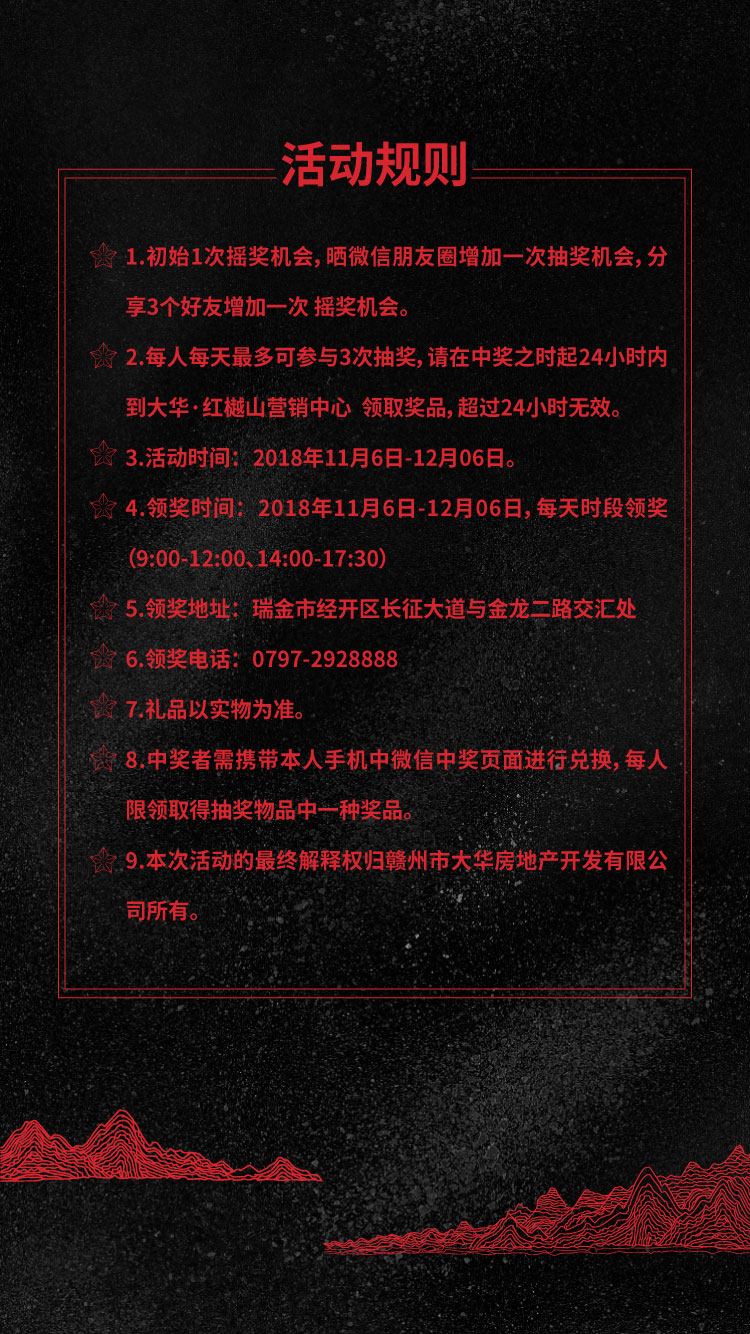 活动规则
1.初始1次摇奖机会，晒微信朋友圈增加一次抽奖机会，分
享3个好友增加一次 摇奖机会。
2.每人每天最多可参与3次抽奖，请在中奖之时起24小时内
到大华·红樾山营销中心 领取奖品，超过24小时无效。
3.活动时间：2018年11月6日-12月06日。
4.领奖时间：2018年11月6日-12月06日，每天时段领奖
（9:00-12:00、14:00-17:30）
5.领奖地址：瑞金市经开区长征大道与金龙二路交汇处
6.领奖电话：0797-2928888
7.礼品以实物为准。
8.中奖者需携带本人手机中微信中奖页面进行兑换，每人
限领取得抽奖物品中一种奖品。
9.本次活动的最终解释权归赣州市大华房地产开发有限公
司所有。